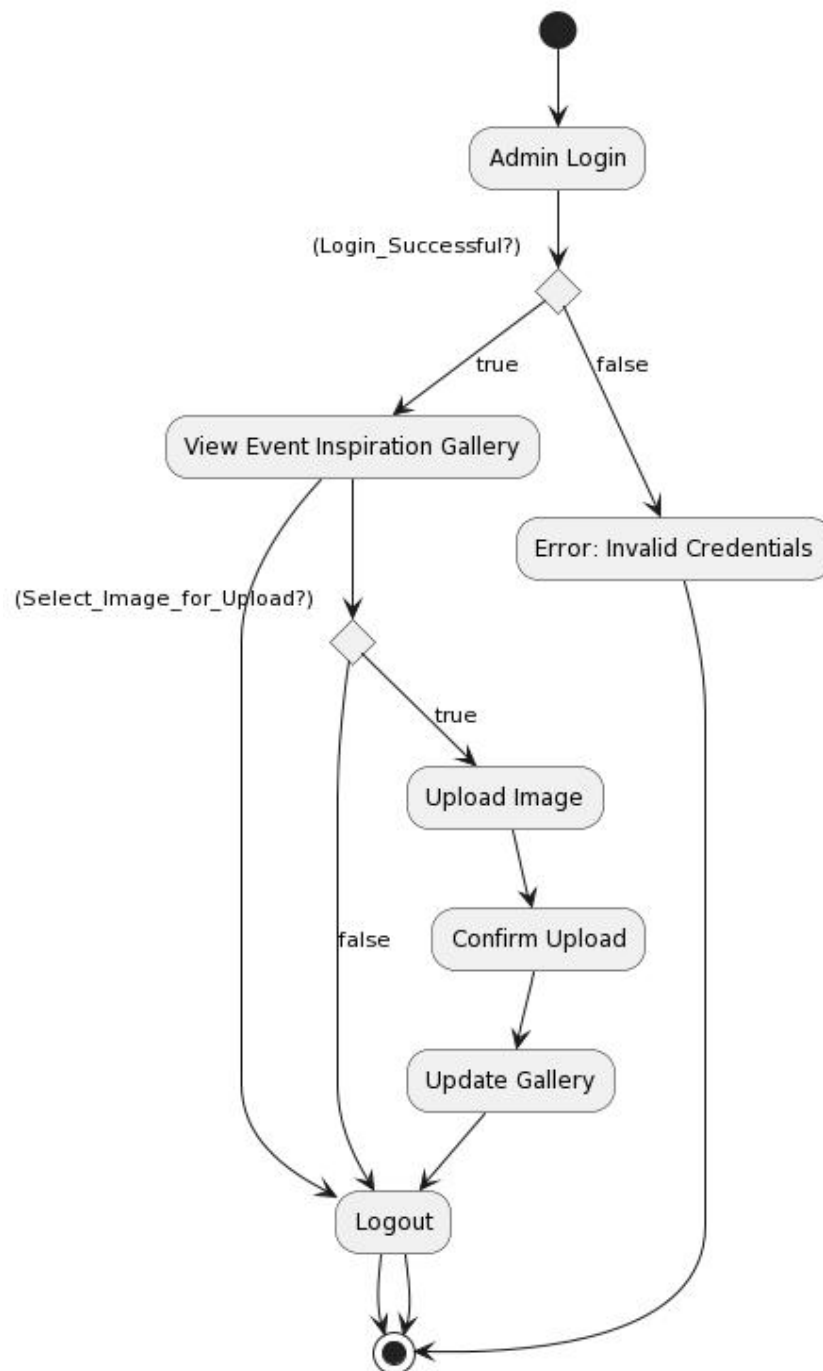 Admin Login
(Login_Successful?)
true
false
View Event Inspiration Gallery
Error: Invalid Credentials
(Select_Image_for_Upload?)
true
Upload Image
false
Confirm Upload
Update Gallery
Logout